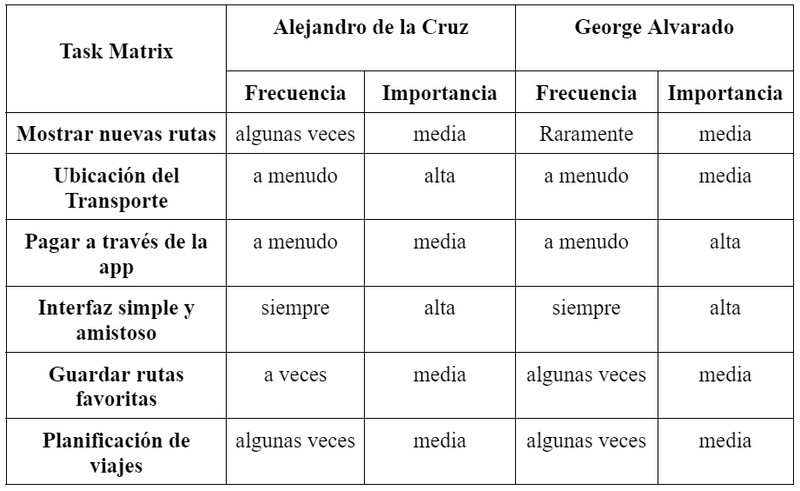 Task Matrix
Alejandro de la Cruz
George Alvarado
Frecuencia
Importancia
Frecuencia
Importancia
Mostrar nuevas rutas
algunas veces
media
Raramente
media
Ubicación del
Transporte
a menudo
alta
a menudo
media
Pagar a través de la
app
a menudo
media
a menudo
alta
Interfaz simple y
amistoso
siempre
alta
siempre
alta
Guardar rutas
favoritas
a veces
media
algunas veces
media
Planificación de
viajes
algunas veces
media
algunas veces
media